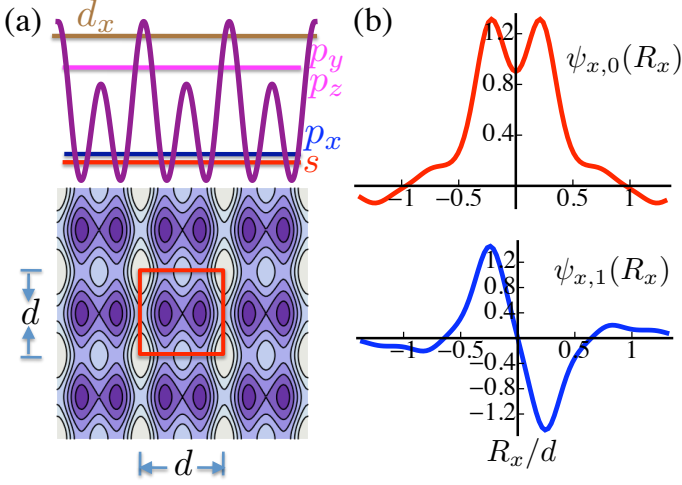 (a)
d_x
p_y
p_z
p_x
s
d
d
(b)
1.2
0.8
0.4
ψ_{x,0}(R_x)
−1
−0.5
0.5
1
1.2
0.8
0.4
ψ_{x,1}(R_x)
−1
−0.5
0.5
1
−0.4
−0.8
−1.2
R_x/d